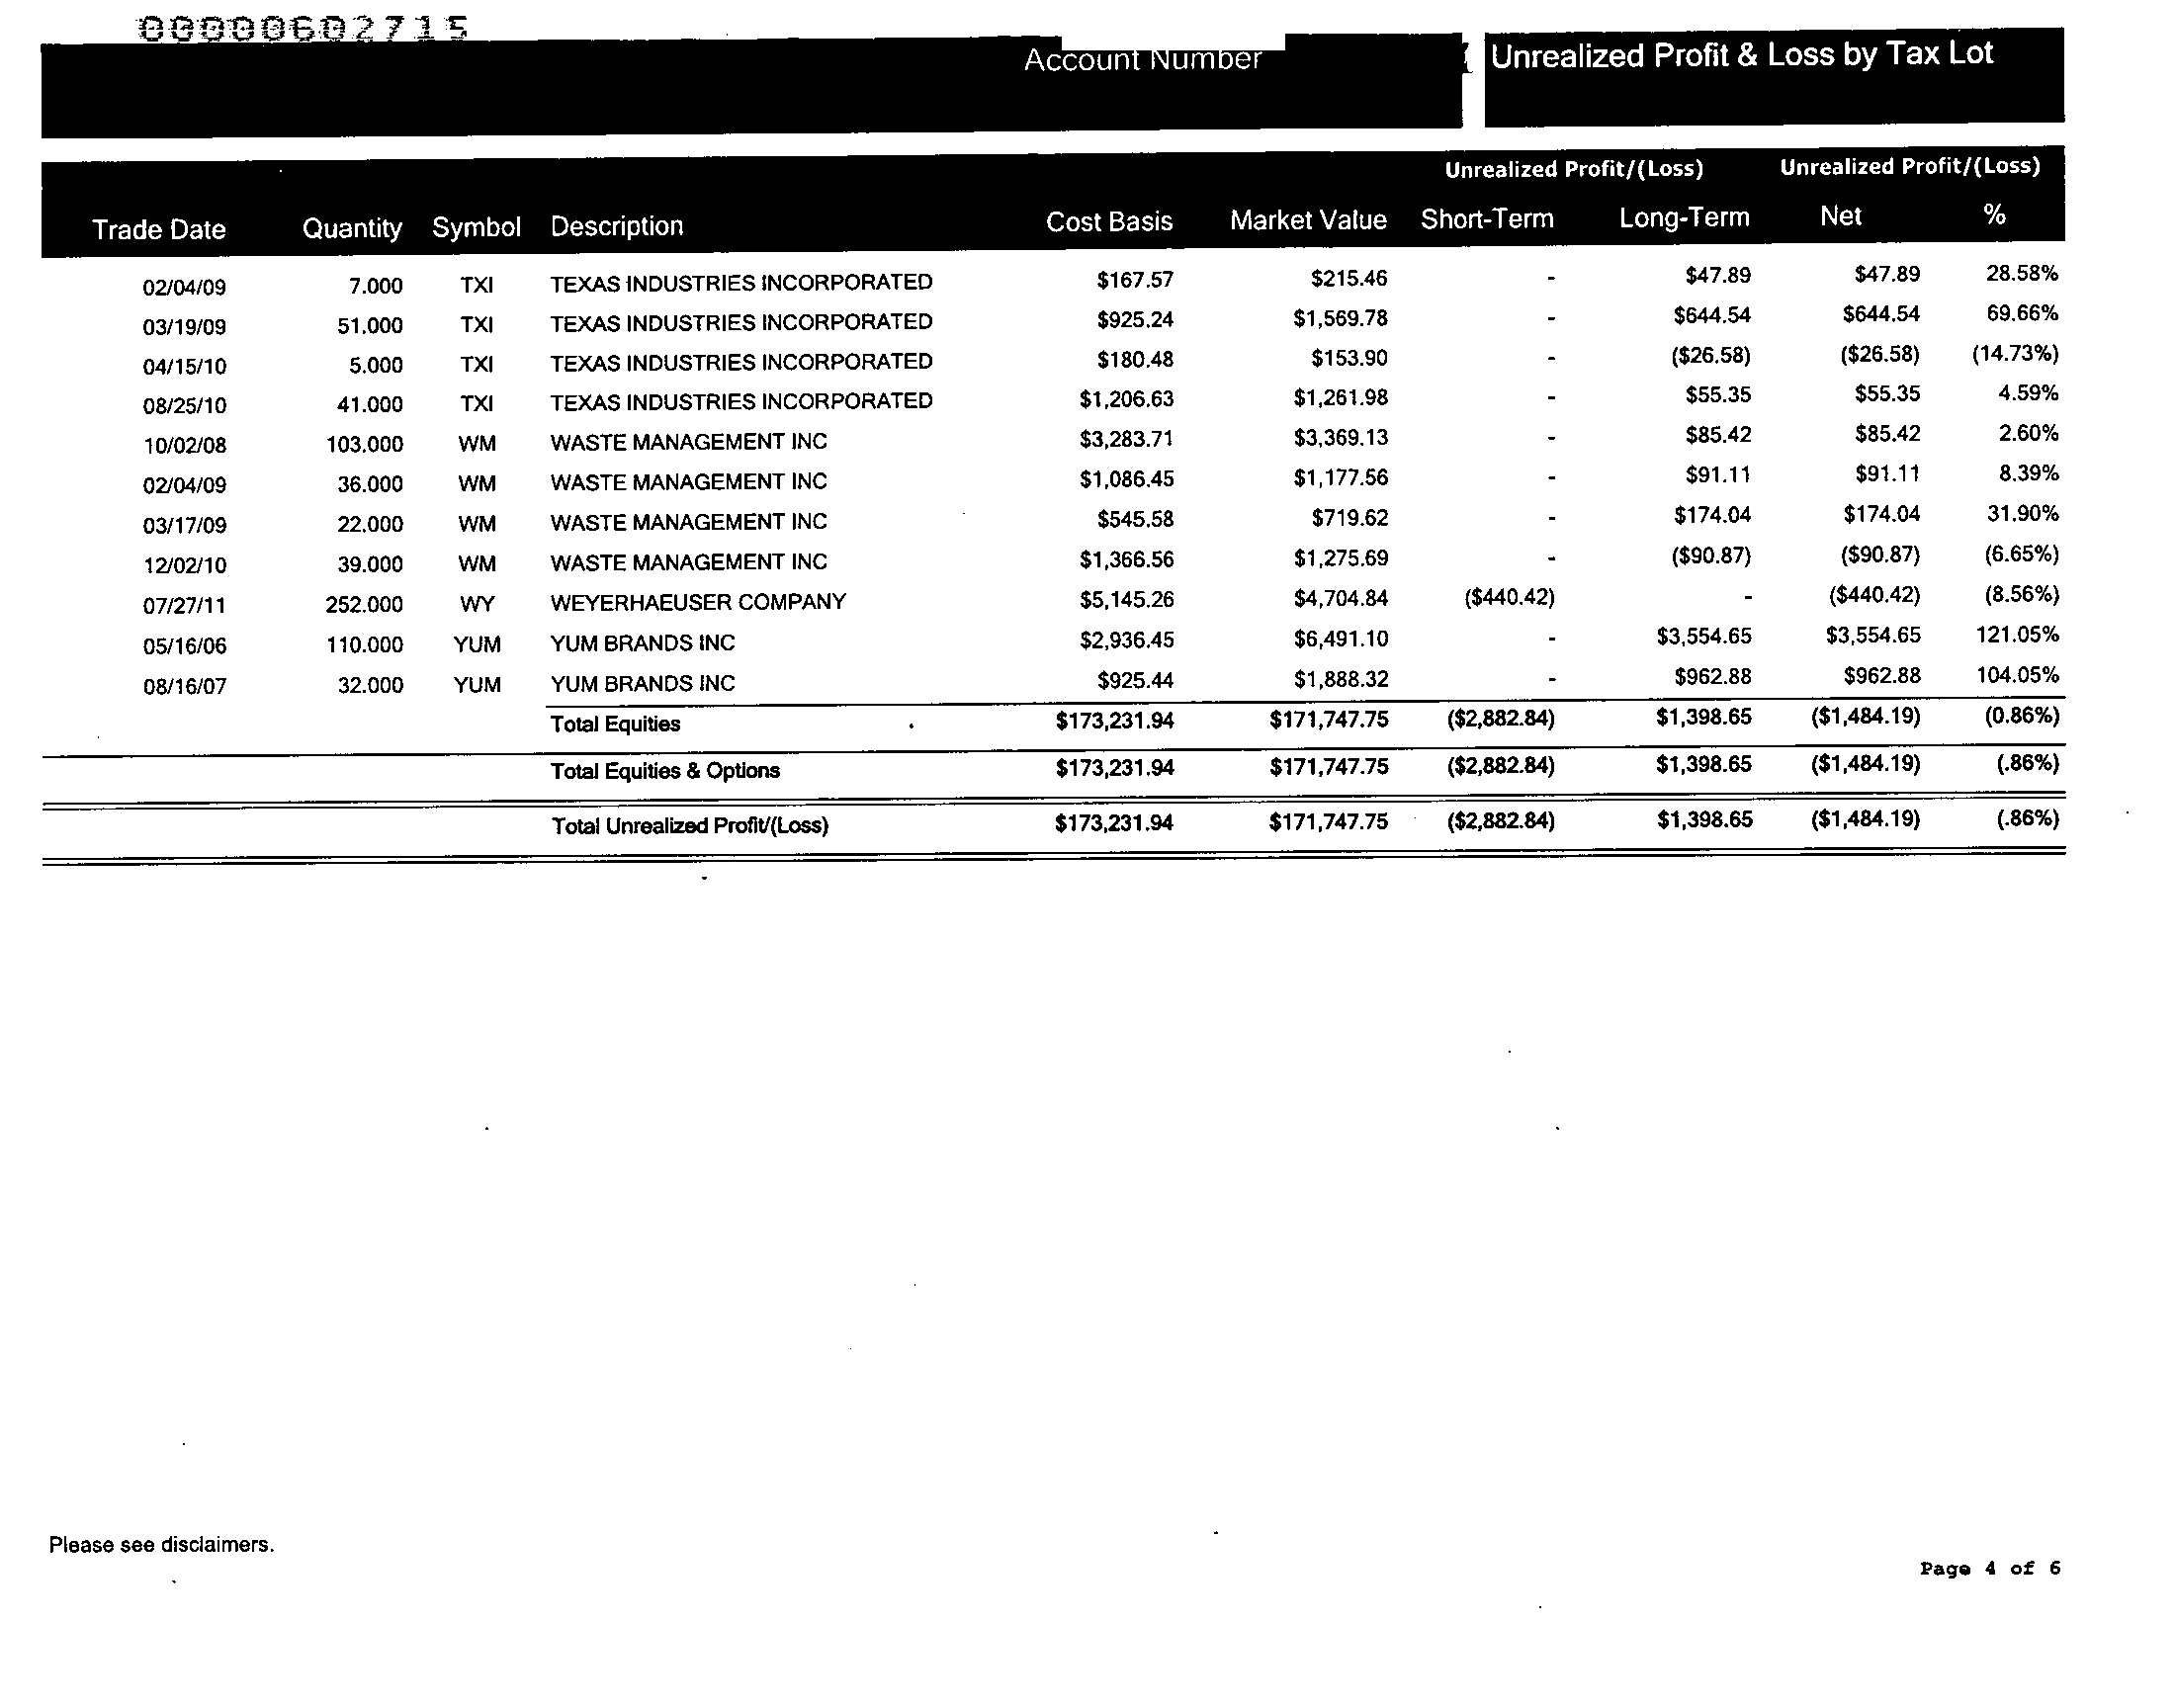 00000602715
Account Number Unrealized Profit & Loss by Tax Lot
Unrealized Profit/(Loss) Unrealized Profit/(Loss)
Trade Date Quantity Symbol Description Cost Basis Market Value Short-Term Long-Term Net %
02/04/09 7.000 TXI TEXAS INDUSTRIES INCORPORATED $167.57 $215.46 - $47.89 $47.89 28.58%
03/19/09 51.000 TXI TEXAS INDUSTRIES INCORPORATED $925.24 $1,569.78 - $644.54 $644.54 69.66%
04/15/10 5.000 TXI TEXAS INDUSTRIES INCORPORATED $180.48 $153.90 - ($26.58) ($26.58) (14.73%)
08/25/10 41.000 TXI TEXAS INDUSTRIES INCORPORATED $1,206.63 $1,261.98 - $55.35 $55.35 4.59%
10/02/08 103.000 WM WASTE MANAGEMENT INC $3,283.71 $3,369.13 - $85.42 $85.42 2.60%
02/04/09 36.000 WM WASTE MANAGEMENT INC $1,086.45 $1,177.56 - $91.11 $91.11 8.39%
03/17/09 22.000 WM WASTE MANAGEMENT INC $545.58 $719.62 - $174.04 $174.04 31.90%
12/02/10 39.000 WM WASTE MANAGEMENT INC $1,366.56 $1,275.69 - ($90.87) ($90.87) (6.65%)
07/27/11 252.000 WY WEYERHAEUSER COMPANY $5,145.26 $4,704.84 ($440.42) - ($440.42) (8.56%)
05/16/06 110.000 YUM YUM BRANDS INC $2,936.45 $6,491.10 - $3,554.65 $3,554.65 121.05%
08/16/07 32.000 YUM YUM BRANDS INC $925.44 $1,888.32 - $962.88 $962.88 104.05%
Total Equities $173,231.94 $171,747.75 ($2,882.84) $1,398.65 ($1,484.19) (0.86%)
Total Equities & Options $173,231.94 $171,747.75 ($2,882.84) $1,398.65 ($1,484.19) (.86%)
Total Unrealized Profit/(Loss) $173,231.94 $171,747.75 ($2,882.84) $1,398.65 ($1,484.19) (.86%)
Please see disclaimers.
Page 4 of 6